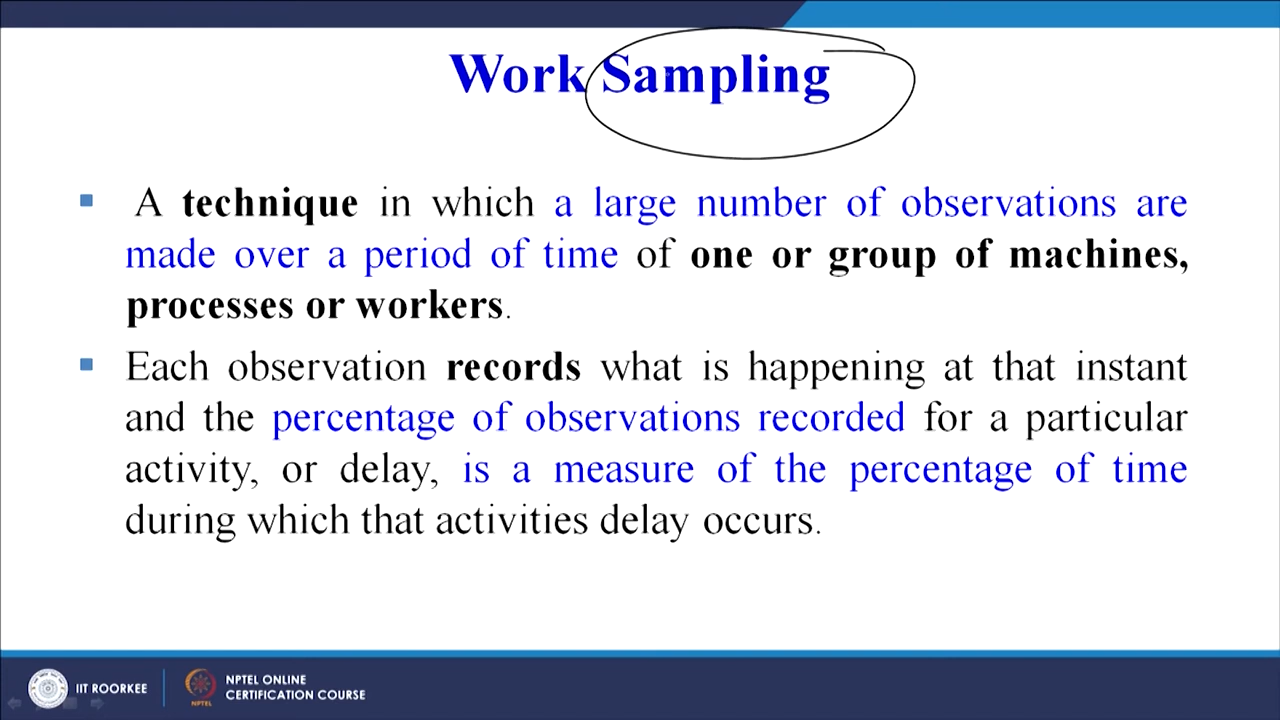 Work Sampling
A technique in which a large number of observations are
made over a period of time of one or group of machines,
processes or workers.
Each observation records what is happening at that instant
and the percentage of observations recorded for a particular
activity, or delay, is a measure of the percentage of time
during which that activities delay occurs.
IIT ROORKEE
NPTEL
NPTEL ONLINE
CERTIFICATION COURSE